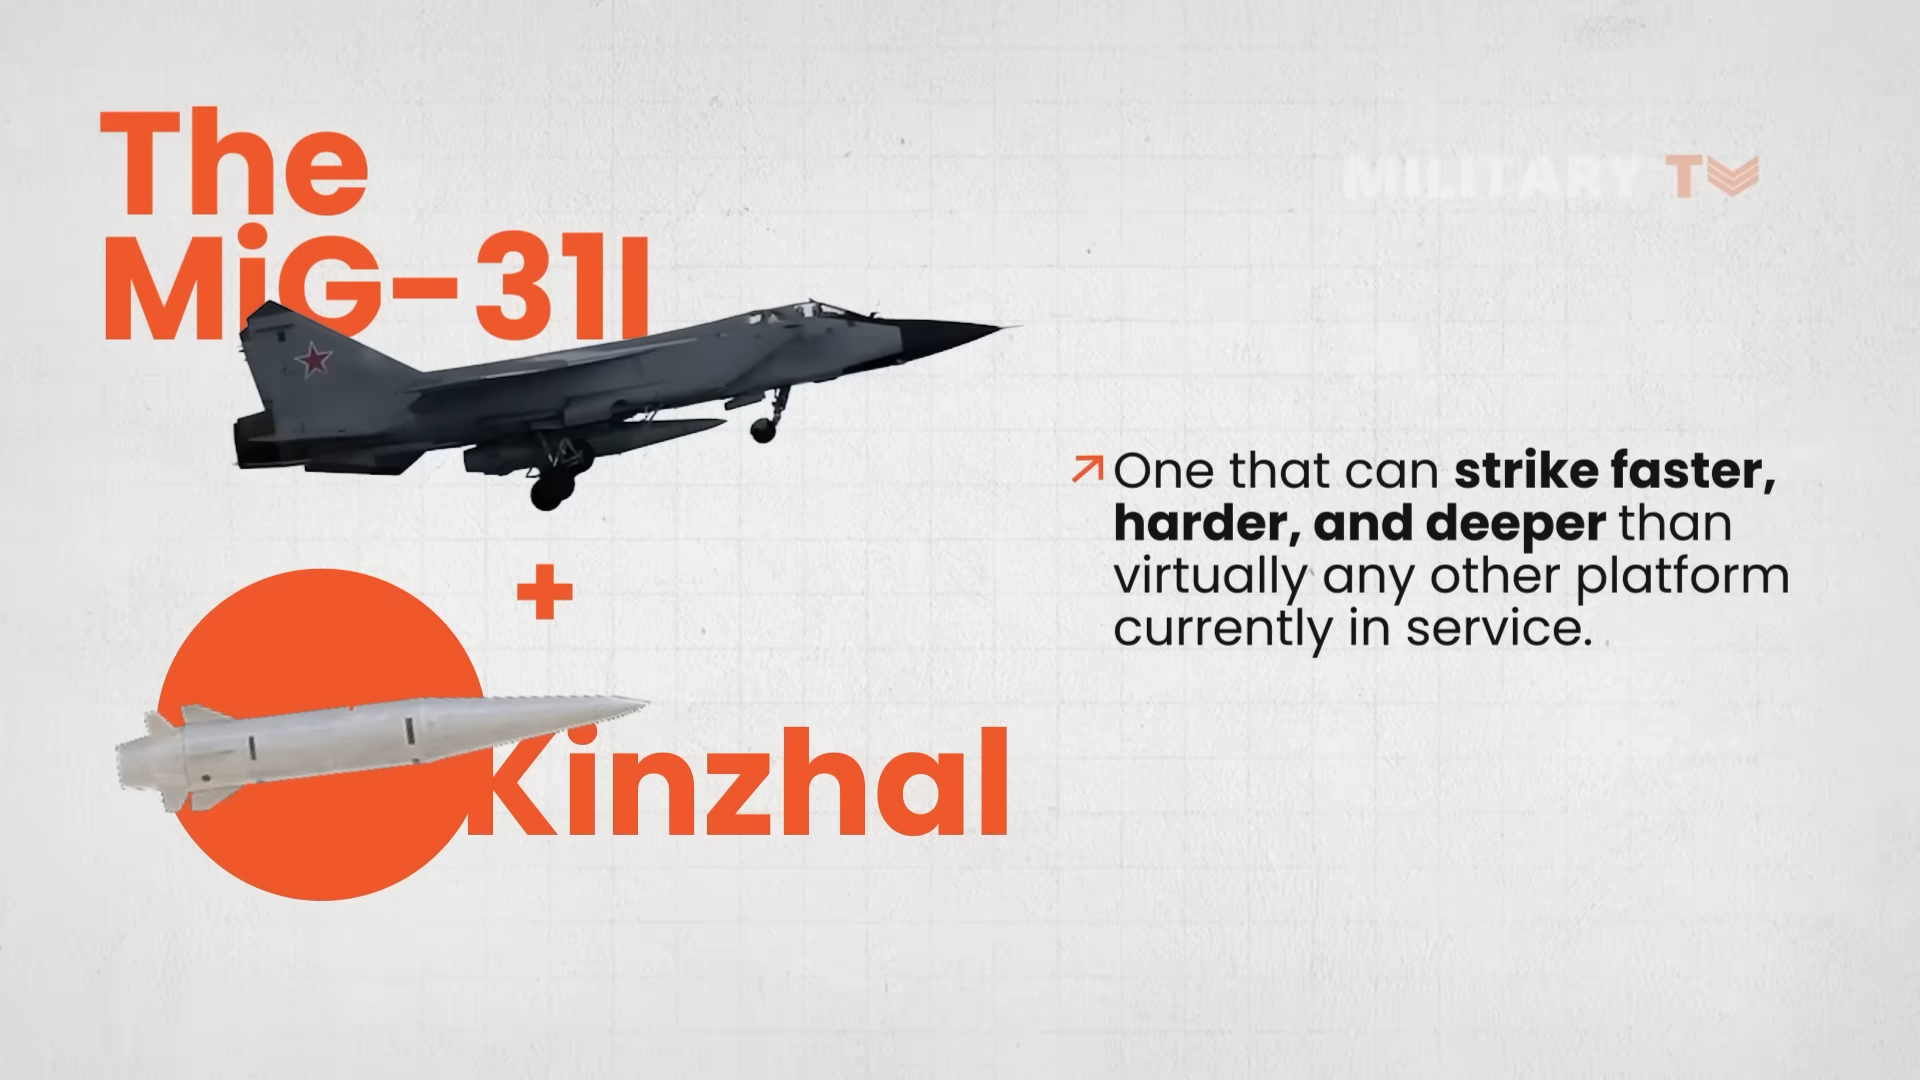 The
MiG-31I
MILITARY TV
One that can strike faster,
harder, and deeper than
virtually any other platform
currently in service.
+
Kinzhal